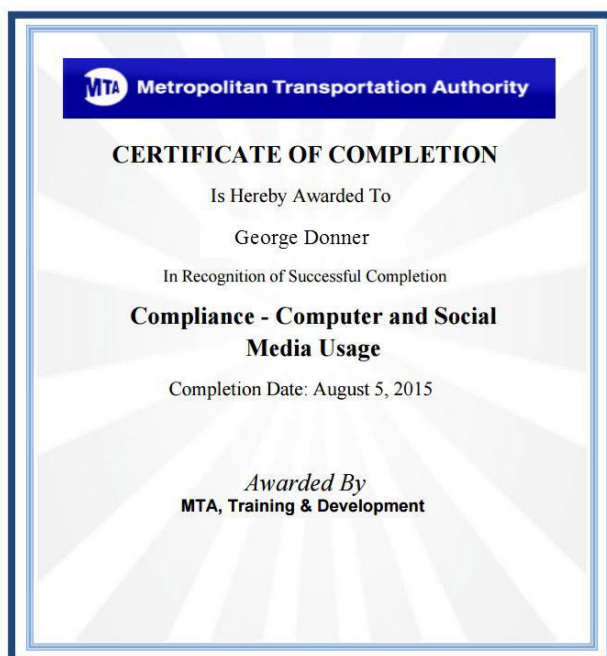 MTA Metropolitan Transportation Authority
CERTIFICATE OF COMPLETION
Is Hereby Awarded To
George Donner
In Recognition of Successful Completion
Compliance - Computer and Social
Media Usage
Completion Date: August 5, 2015
Awarded By
MTA, Training & Development